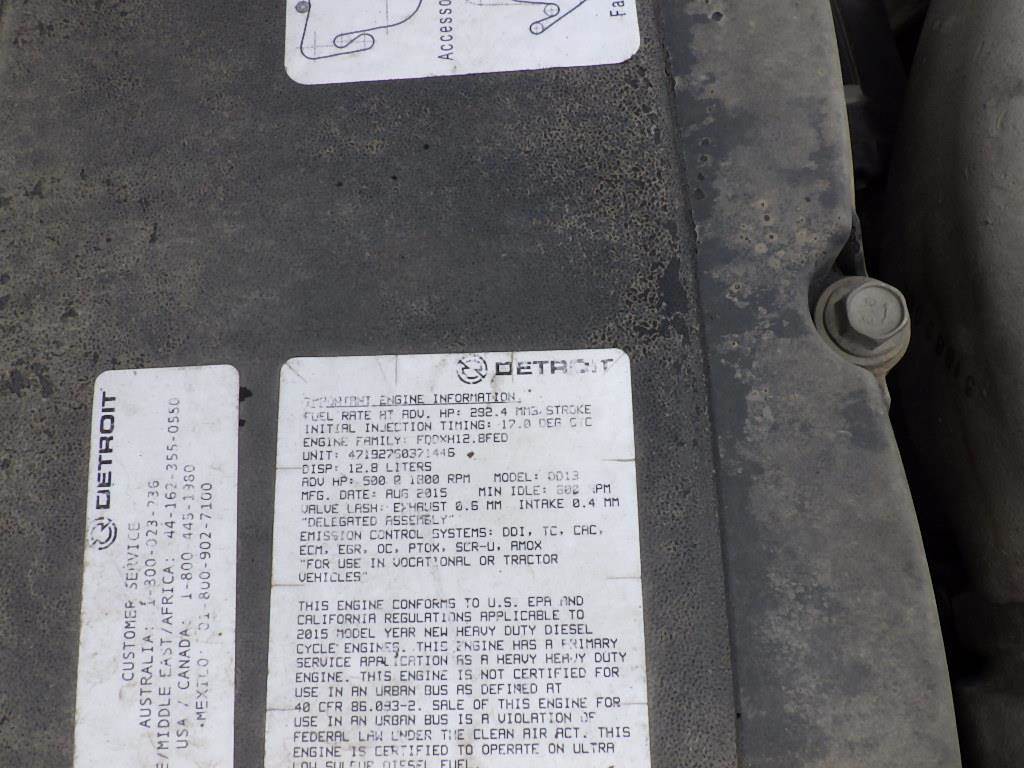 Accesso
Fa
DETROIT
CUSTOMER SERVICE
AUSTRALIA: 1-300-023-736
E/MIDDLE EAST/AFRICA: 44-162-355-0550
USA / CANADA: 1-800 445-1980
MEXICO: 01-800-902-7100
DETROIT
IMPORTANT ENGINE INFORMATION.
FUEL RATE AT ADV. HP: 292.4 MM3/STROKE
INITIAL INJECTION TIMING: 17.0 DEG
ENGINE FAMILY: FDDXH12.8FED
UNIT:
DISP: 12.8 LITERS
ADV HP: 500 @ 1800 RPM MODEL: DD13
MFG. DATE: AUG 2015 MIN IDLE: 600 RPM
VALVE LASH: EXHAUST 0.6 MM INTAKE 0.4 MM
"DELEGATED ASSEMBLY"
EMISSION CONTROL SYSTEMS: DDI, TC, CAC,
ECM, EGR, OC, PTOX, SCR-U, AMOX
"FOR USE IN VOCATIONAL OR TRACTOR
VEHICLES"
THIS ENGINE CONFORMS TO U.S. EPA AND
CALIFORNIA REGULATIONS APPLICABLE TO
2015 MODEL YEAR NEW HEAVY DUTY DIESEL
CYCLE ENGINES. THIS ENGINE HAS A PRIMARY
SERVICE APPLICATION AS A HEAVY HEAVY DUTY
ENGINE. THIS ENGINE IS NOT CERTIFIED FOR
USE IN AN URBAN BUS AS DEFINED AT
40 CFR 86.093-2. SALE OF THIS ENGINE FOR
USE IN AN URBAN BUS IS A VIOLATION OF
FEDERAL LAW UNDER THE CLEAN AIR ACT. THIS
ENGINE IS CERTIFIED TO OPERATE ON ULTRA
LOW SULFUR DIESEL FUEL.